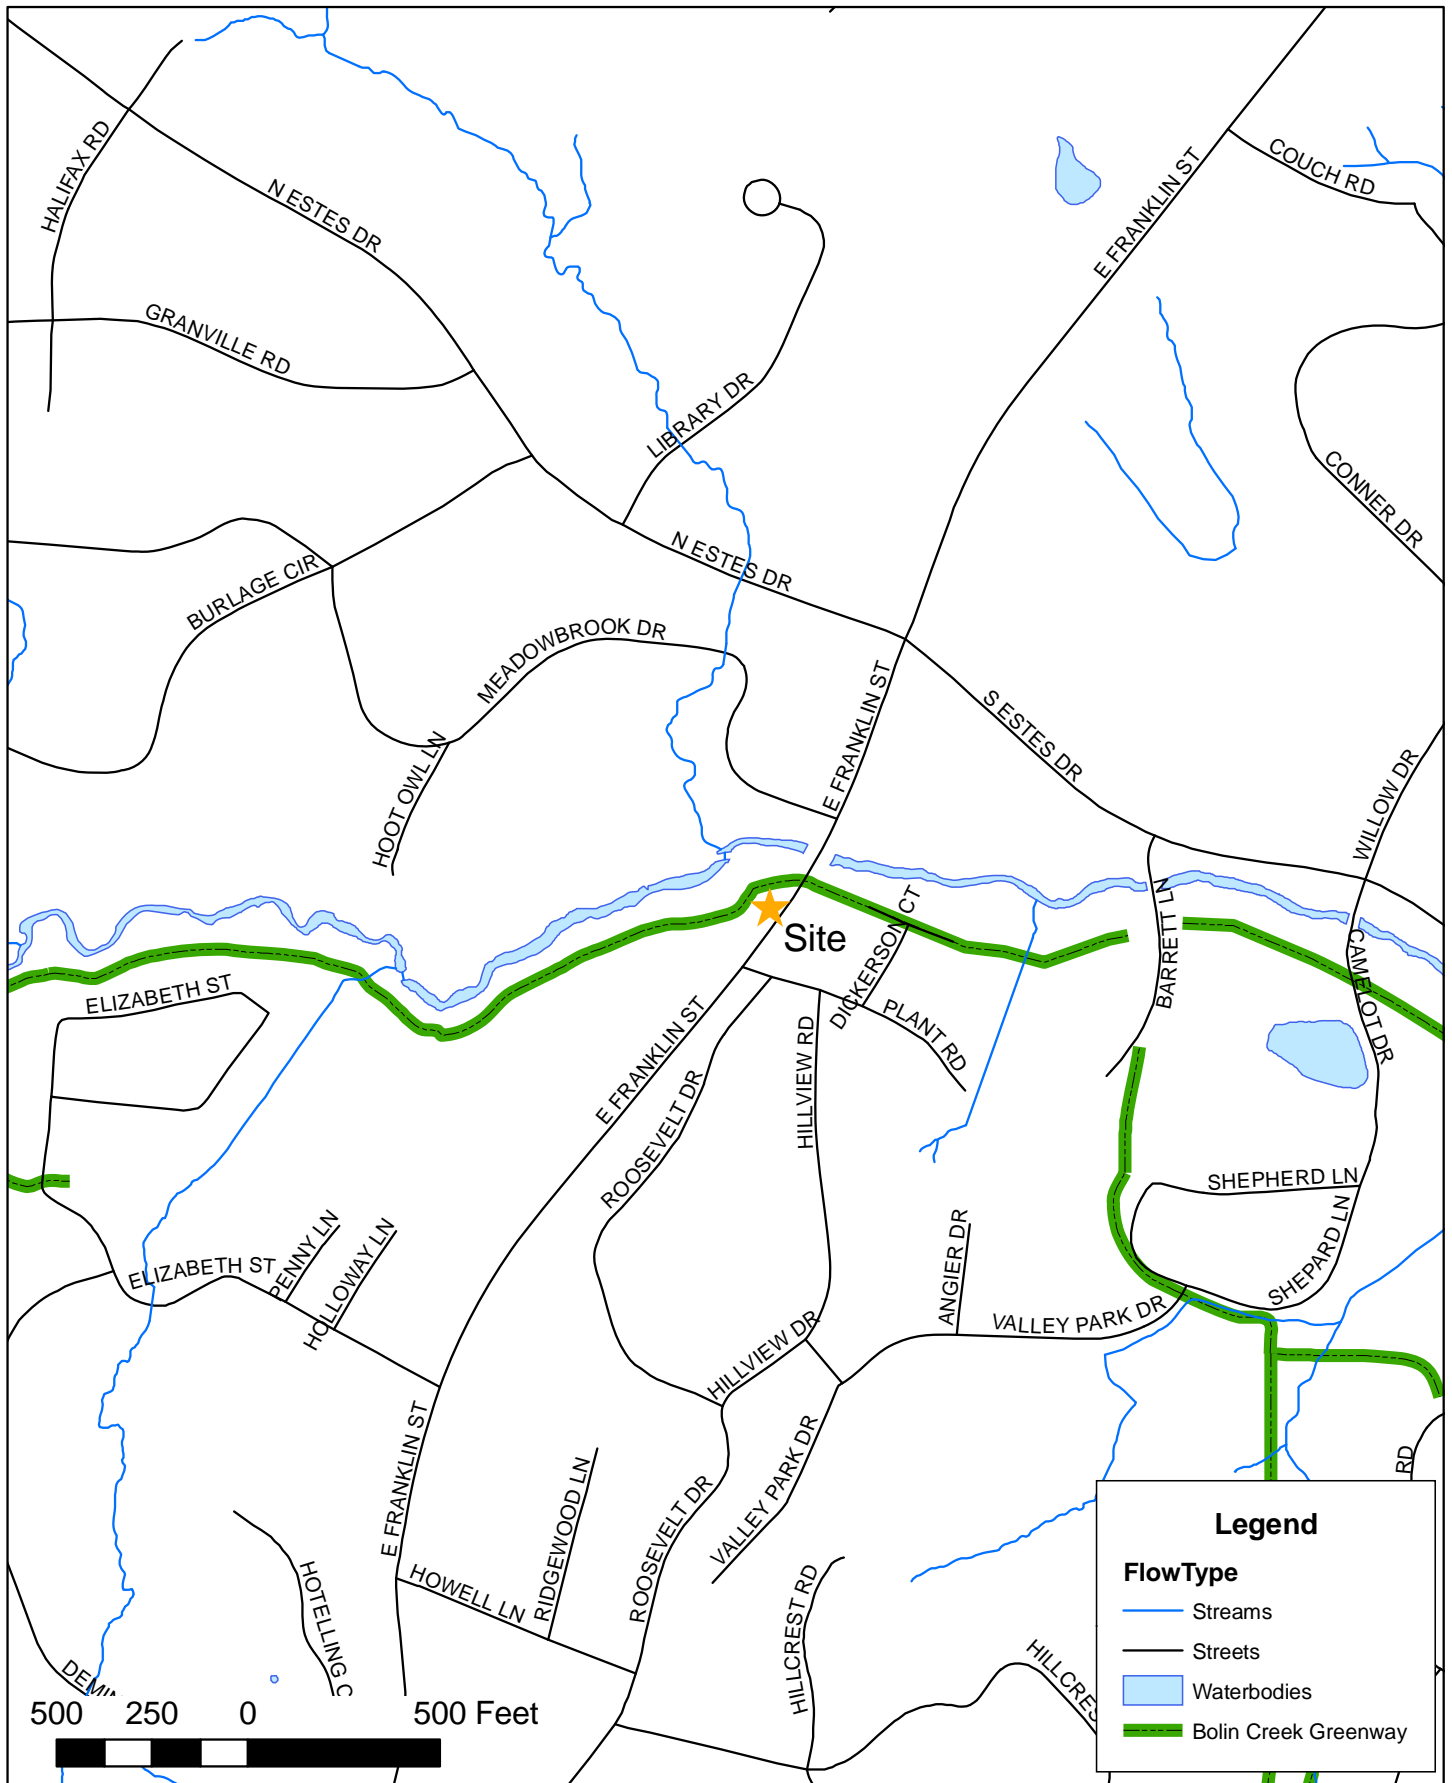 HALIFAX RD
N ESTES DR
COUCH RD
E FRANKLIN ST
GRANVILLE RD
LIBRARY DR
CONNER DR
N ESTES DR
BURLAGE CIR
MEADOWBROOK DR
E FRANKLIN ST
S ESTES DR
HOOT OWL LN
WILLOW DR
Site
DICKERSON CT
BARRETT LN
CAMELOT DR
ELIZABETH ST
PLANT RD
E FRANKLIN ST
ROOSEVELT DR
HILLVIEW RD
SHEPHERD LN
SHEPARD LN
ELIZABETH ST
PENNY LN
HOLLOWAY LN
ANGIER DR
VALLEY PARK DR
HILLVIEW DR
E FRANKLIN ST
VALLEY PARK DR
RD
RIDGEWOOD LN
ROOSEVELT DR
HOTELLING C
HOWELL LN
HILLCREST RD
HILLCRES
DEMIN
500 250 0 500 Feet
Legend
FlowType
Streams
Streets
Waterbodies
Bolin Creek Greenway